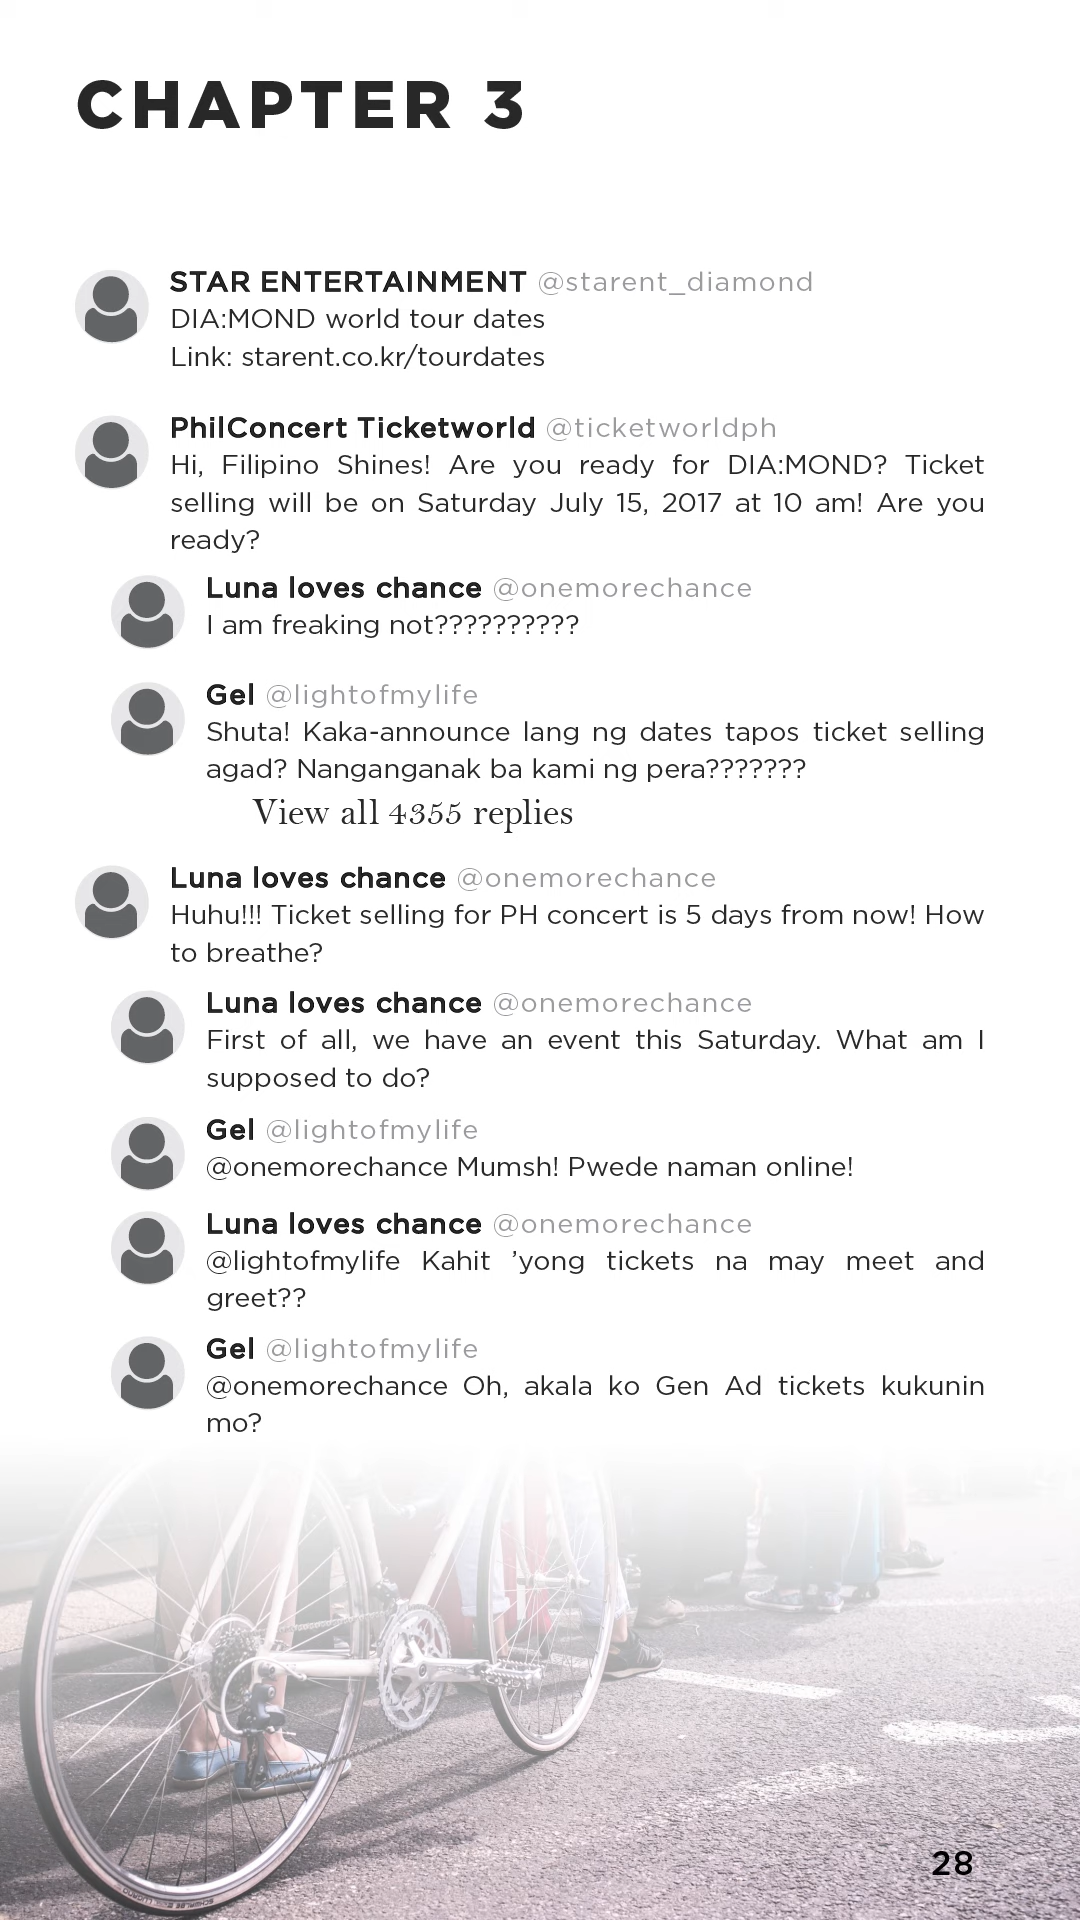 CHAPTER 3
STAR ENTERTAINMENT @starent_diamond
DIA:MOND world tour dates
Link: starent.co.kr/tourdates
PhilConcert Ticketworld @ticketworldph
Hi, Filipino Shines! Are you ready for DIA:MOND? Ticket
selling will be on Saturday July 15, 2017 at 10 am! Are you
ready?
Luna loves chance @onemorechance
I am freaking not??????????
Gel @lightofmylife
Shuta! Kaka-announce lang ng dates tapos ticket selling
agad? Nanganganak ba kami ng pera???????
View all 4355 replies
Luna loves chance @onemorechance
Huhu!!! Ticket selling for PH concert is 5 days from now! How
to breathe?
Luna loves chance @onemorechance
First of all, we have an event this Saturday. What am I
supposed to do?
Gel @lightofmylife
@onemorechance Mumsh! Pwede naman online!
Luna loves chance @onemorechance
@lightofmylife Kahit ’yong tickets na may meet and
greet??
Gel @lightofmylife
@onemorechance Oh, akala ko Gen Ad tickets kukunin
mo?
28